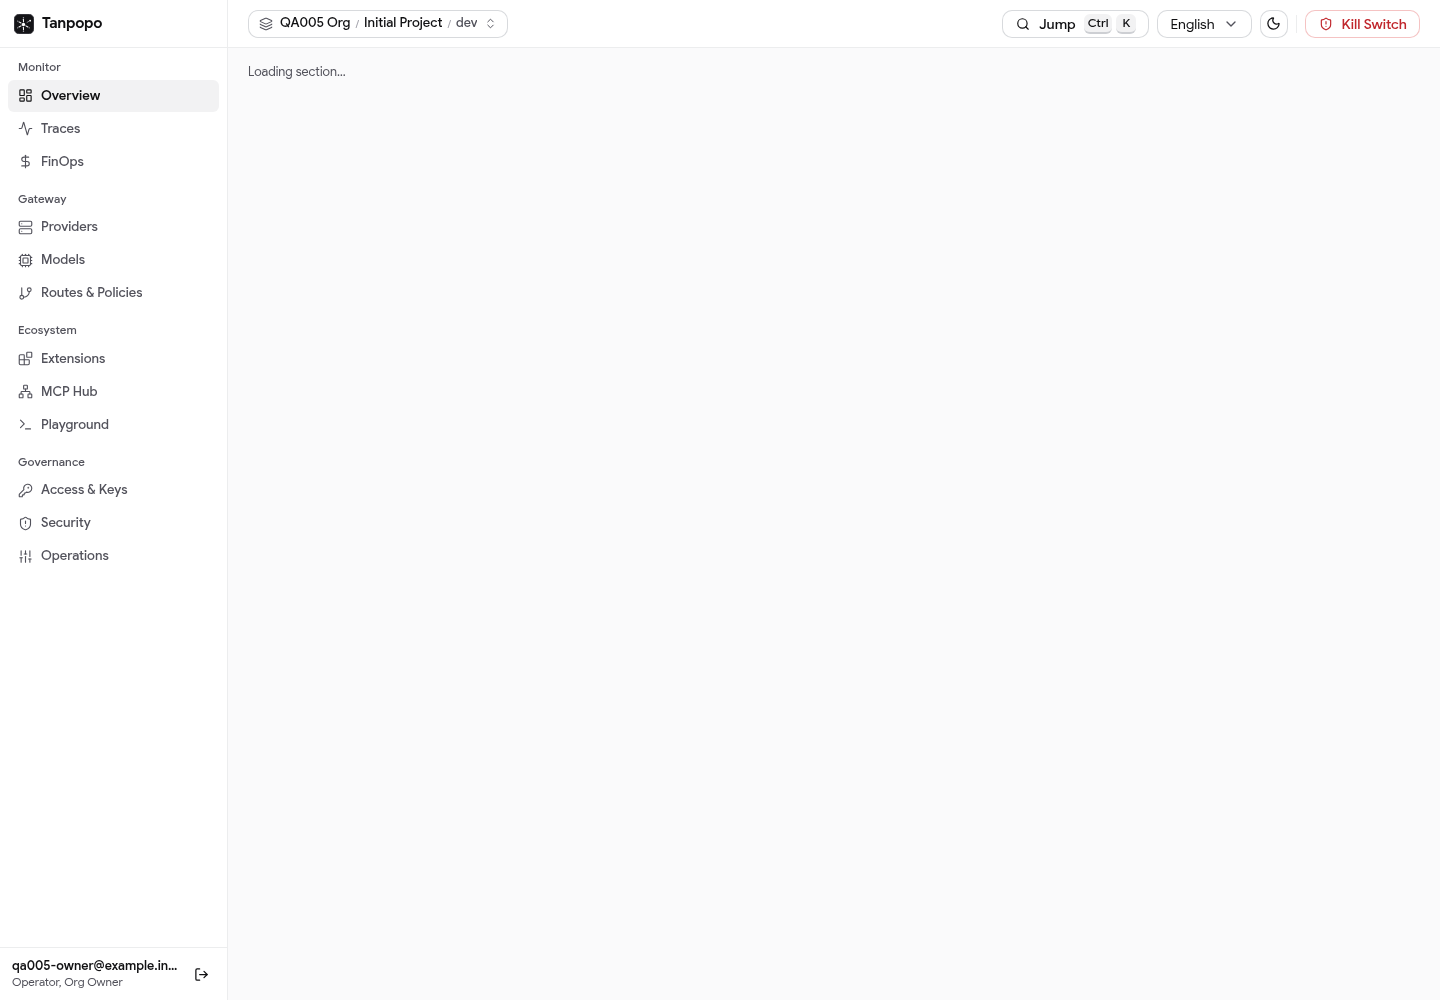 Tanpopo
QA005 Org / Initial Project / dev
Jump Ctrl K
English
Kill Switch
Monitor
Overview
Traces
FinOps
Gateway
Providers
Models
Routes & Policies
Ecosystem
Extensions
MCP Hub
Playground
Governance
Access & Keys
Security
Operations
Loading section...
qa005-owner@example.in...
Operator, Org Owner